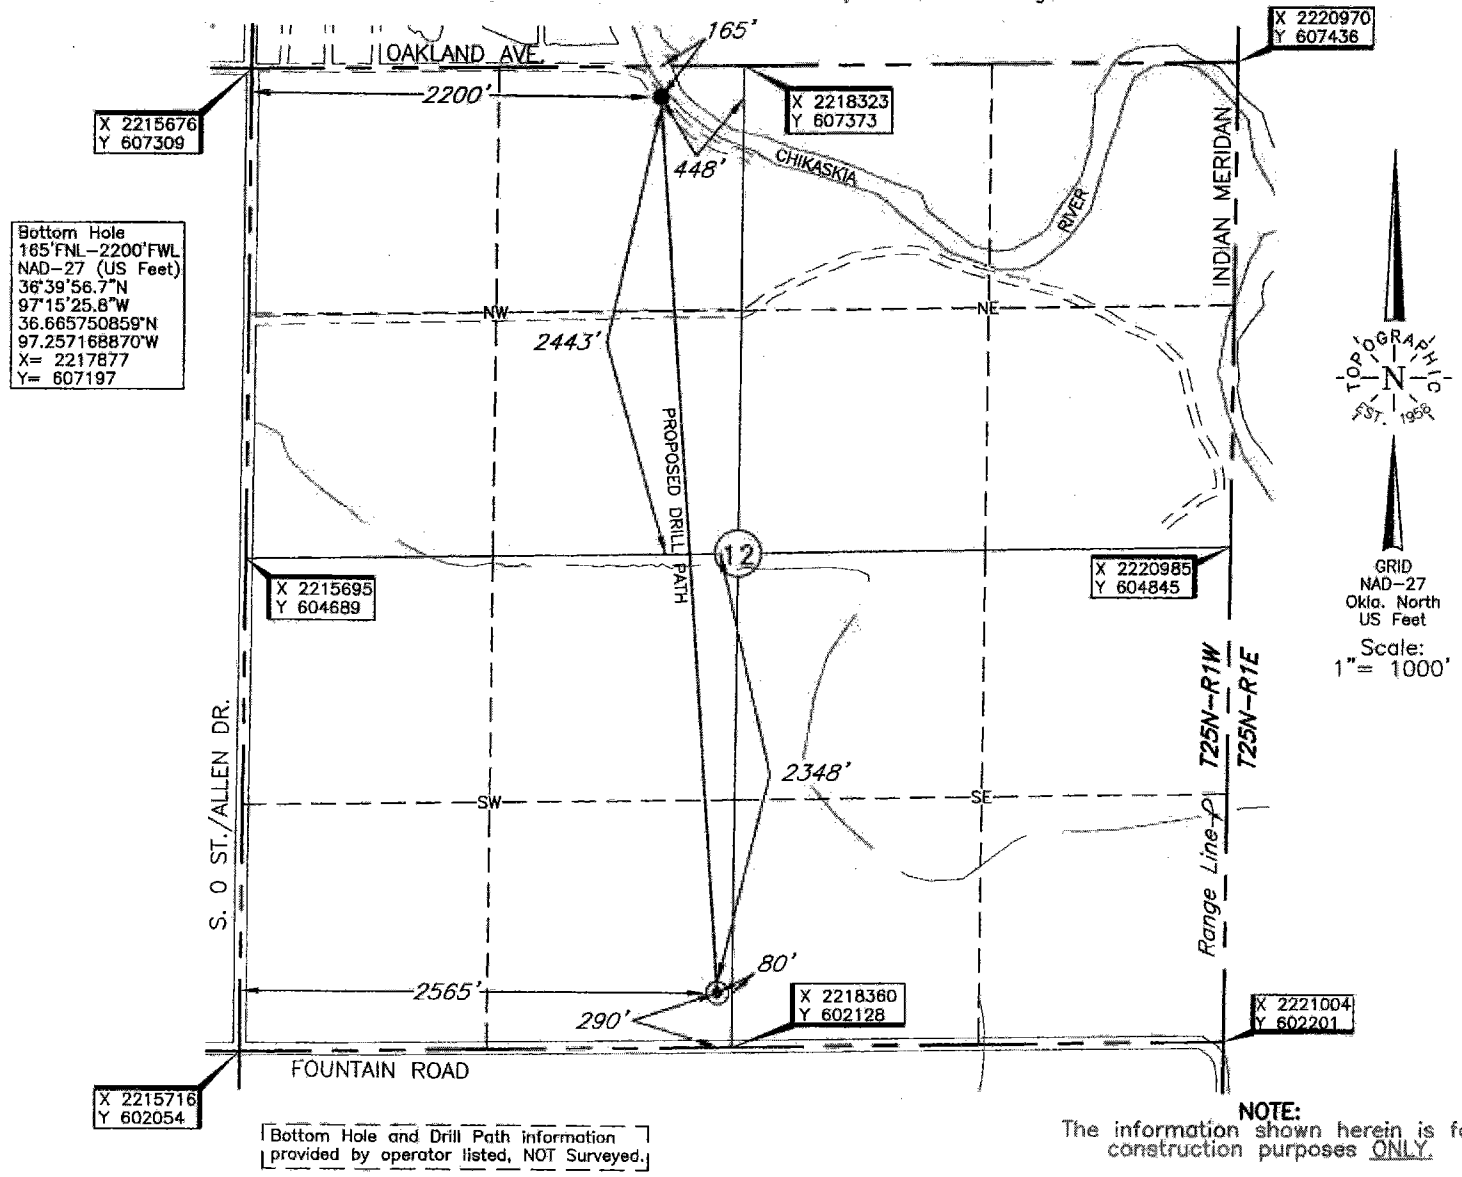 165'
X 2220970
Y 607436
OAKLAND AVE.
2200'
X 2215676
Y 607309
X 2218323
Y 607373
448'
CHIKASKIA
RIVER
INDIAN MERIDAN
Bottom Hole
165'FNL-2200'FWL
NAD-27 (US Feet)
36°39'56.7"N
97°15'25.8"W
36.665750859°N
97.257168870°W
X= 2217877
Y= 607197
NW
NE
2443'
TOPOGRAPHIC
N
EST. 1958
PROPOSED DRILL PATH
12
X 2215695
Y 604689
X 2220985
Y 604845
GRID
NAD-27
Okla. North
US Feet
Scale:
1"= 1000'
T25N-R1W
T25N-R1E
S. O ST./ALLEN DR.
2348'
SW
SE
Range Line
2565'
80'
290'
X 2218360
Y 602128
X 2221004
Y 602201
FOUNTAIN ROAD
X 2215716
Y 602054
Bottom Hole and Drill Path information
provided by operator listed, NOT Surveyed.
NOTE:
The information shown herein is
construction purposes ONLY.